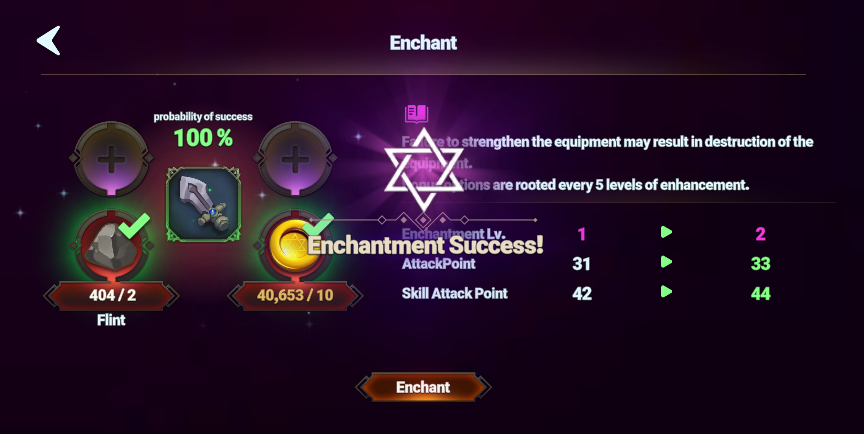 Enchant
probability of success
100 %
to strengthen the equipment may result in destruction of the
are rooted every 5 levels of enhancement.
Enchantment Lv. 1 2
Enchantment Success!
AttackPoint 31 33
Skill Attack Point 42 44
404 / 2
40,653 / 10
Flint
Enchant